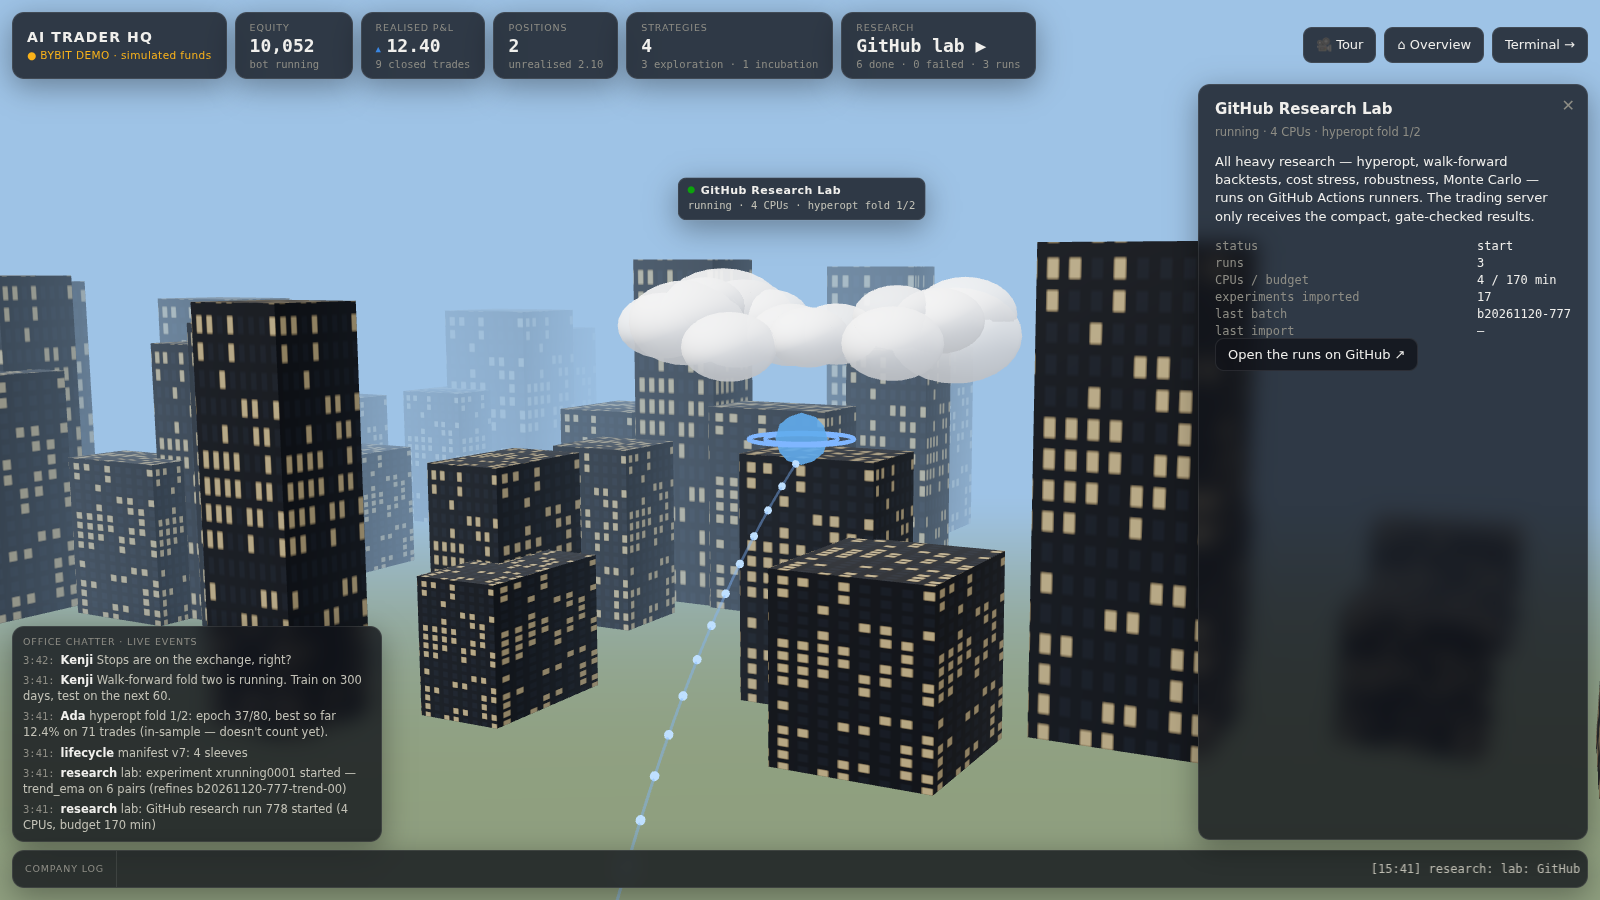 AI TRADER HQ
● BYBIT DEMO · simulated funds
EQUITY
10,052
bot running
REALISED P&L
▲ 12.40
9 closed trades
POSITIONS
2
unrealised 2.10
STRATEGIES
4
3 exploration · 1 incubation
RESEARCH
GitHub lab ▶
6 done · 0 failed · 3 runs
🎥 Tour
⌂ Overview
Terminal →
GitHub Research Lab
running · 4 CPUs · hyperopt fold 1/2
GitHub Research Lab
✕
running · 4 CPUs · hyperopt fold 1/2
All heavy research — hyperopt, walk-forward
backtests, cost stress, robustness, Monte Carlo —
runs on GitHub Actions runners. The trading server
only receives the compact, gate-checked results.
status start
runs 3
CPUs / budget 4 / 170 min
experiments imported 17
last batch b20261120-777
last import —
Open the runs on GitHub ↗
OFFICE CHATTER · LIVE EVENTS
3:42: Kenji Stops are on the exchange, right?
3:41: Kenji Walk-forward fold two is running. Train on 300
days, test on the next 60.
3:41: Ada hyperopt fold 1/2: epoch 37/80, best so far
12.4% on 71 trades (in-sample — doesn't count yet).
3:41: lifecycle manifest v7: 4 sleeves
3:41: research lab: experiment xrunning0001 started —
trend_ema on 6 pairs (refines b20261120-777-trend-00)
3:41: research lab: GitHub research run 778 started (4
CPUs, budget 170 min)
COMPANY LOG
[15:41] research: lab: GitHub